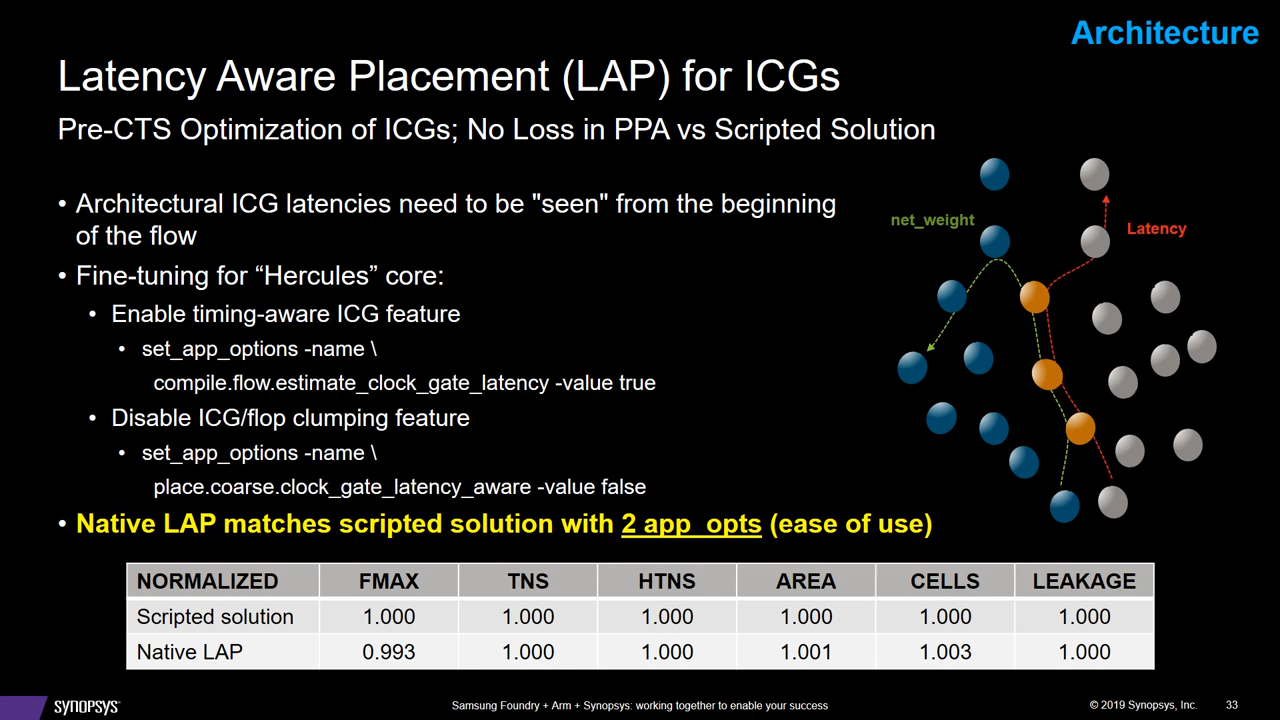 Architecture
Latency Aware Placement (LAP) for ICGs
Pre-CTS Optimization of ICGs; No Loss in PPA vs Scripted Solution
• Architectural ICG latencies need to be "seen" from the beginning
of the flow
• Fine-tuning for “Hercules” core:
• Enable timing-aware ICG feature
• set_app_options -name \
compile.flow.estimate_clock_gate_latency -value true
• Disable ICG/flop clumping feature
• set_app_options -name \
place.coarse.clock_gate_latency_aware -value false
• Native LAP matches scripted solution with 2 app_opts (ease of use)
net_weight
Latency
NORMALIZED FMAX TNS HTNS AREA CELLS LEAKAGE
Scripted solution 1.000 1.000 1.000 1.000 1.000 1.000
Native LAP 0.993 1.000 1.000 1.001 1.003 1.000
SYNOPSYS Samsung Foundry + Arm + Synopsys: working together to enable your success © 2019 Synopsys, Inc. 33